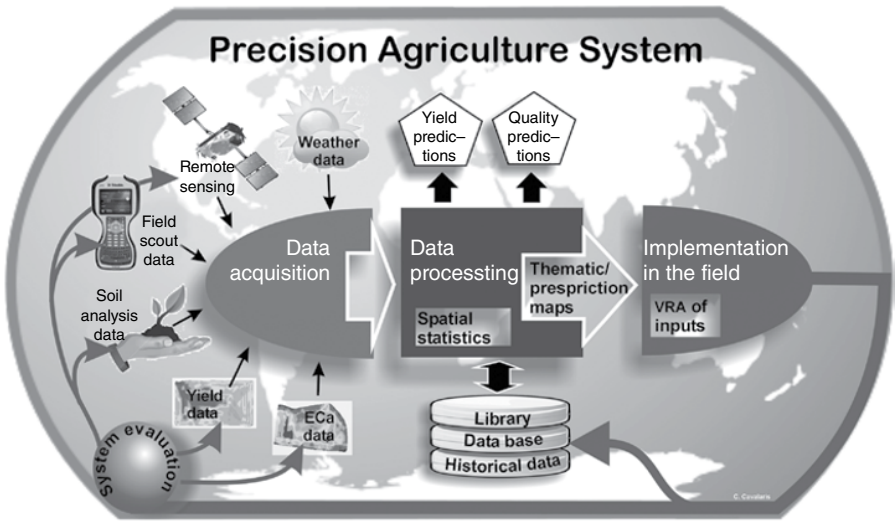 Precision Agriculture System
Remote
sensing
Weather
data
Yield
predic–
tions
Quality
predic–
tions
Field
scout
data
Soil
analysis
data
Data
acquisition
Data
processting
Spatial
statistics
Thematic/
prespriction
maps
Implementation
in the field
VRA of
inputs
Yield
data
ECa
data
Library
Data base
Historical data
System evaluation
C. Cavalaris